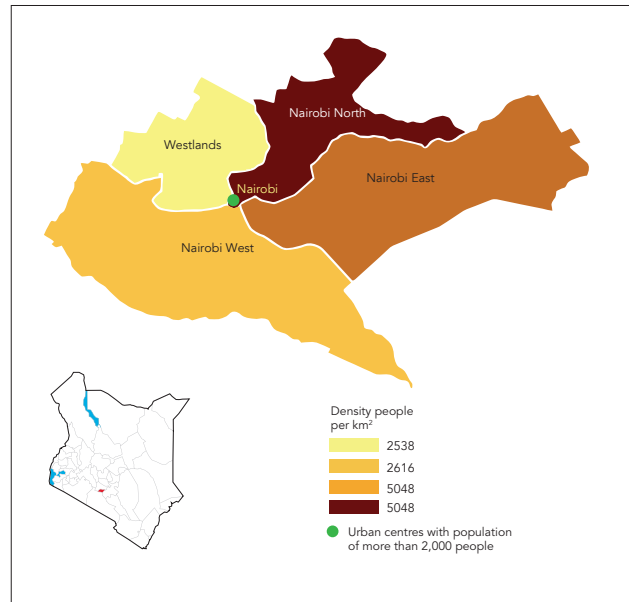 Nairobi North
Westlands
Nairobi East
Nairobi
Nairobi West
Density people
per km²
2538
2616
5048
5048
Urban centres with population
of more than 2,000 people